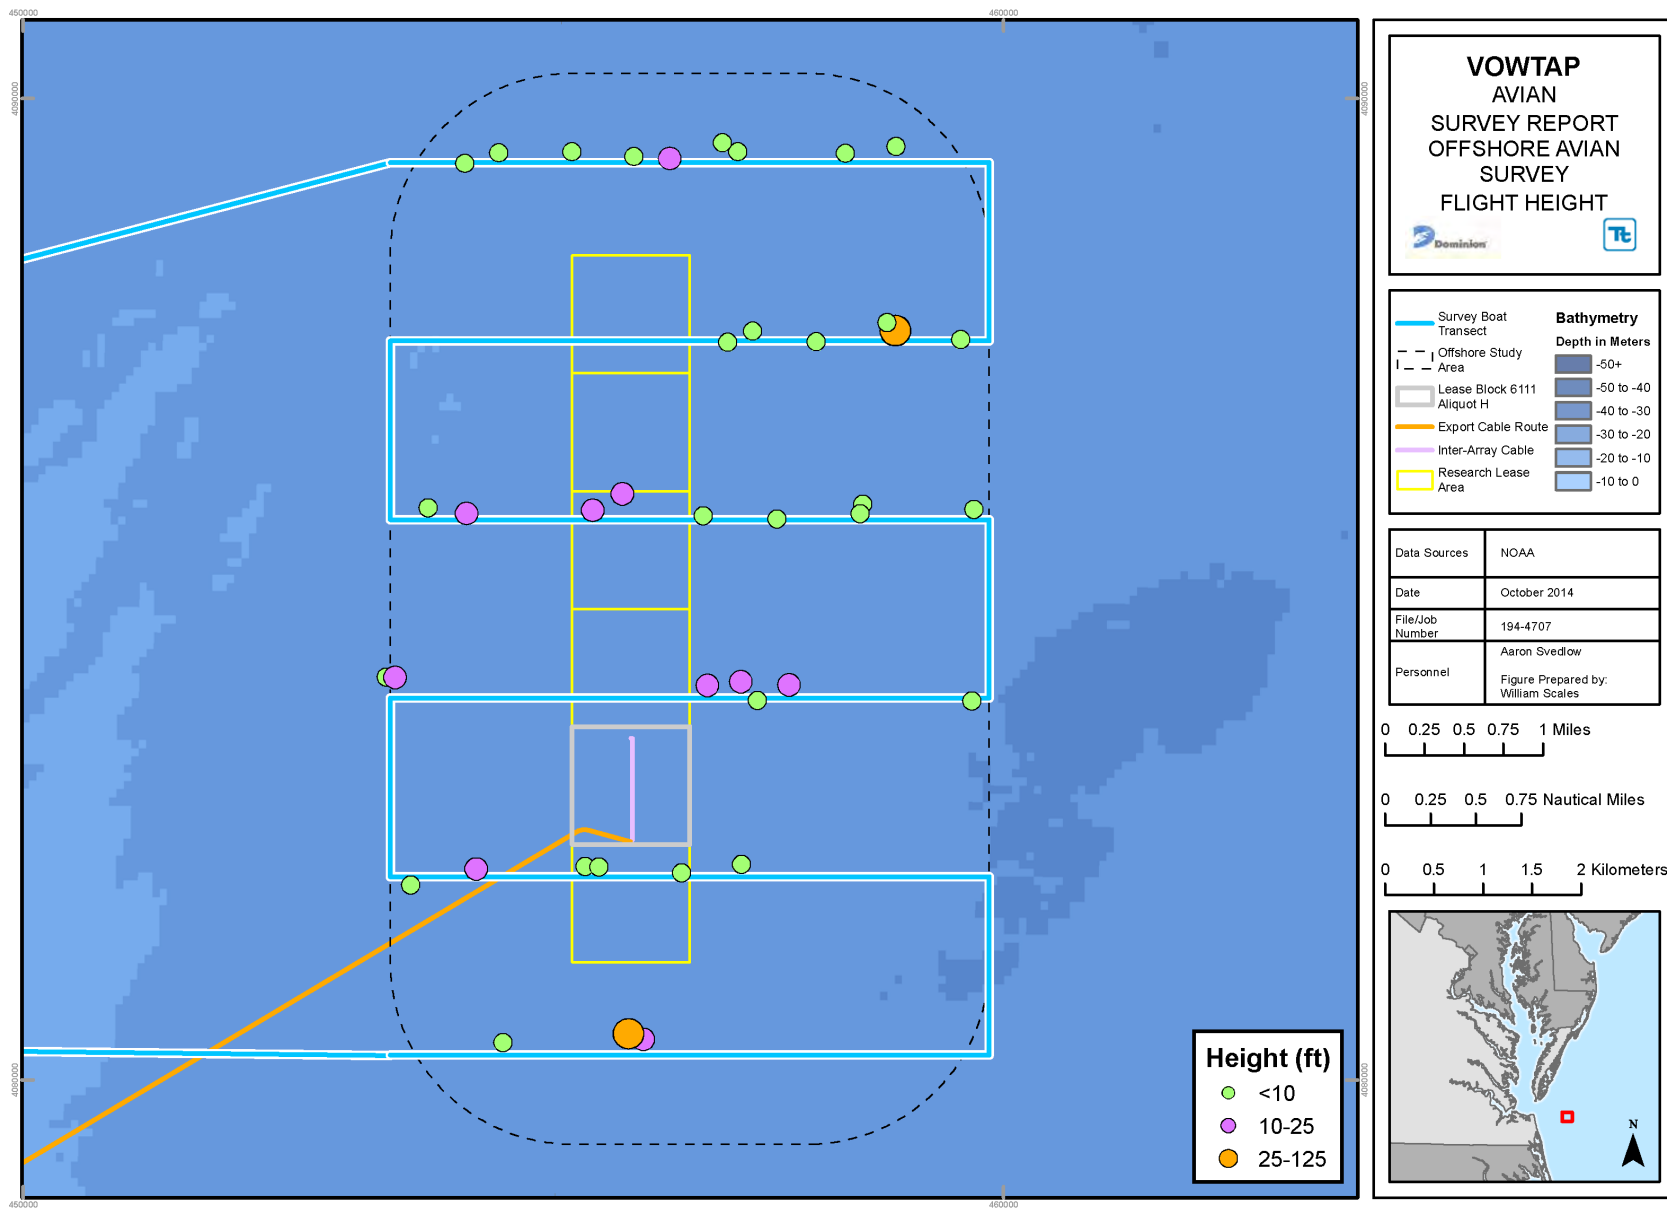 450000
460000
4090000
4090000
4080000
4080000
450000
460000
Height (ft)
<10
10-25
25-125
VOWTAP
AVIAN
SURVEY REPORT
OFFSHORE AVIAN
SURVEY
FLIGHT HEIGHT
Dominion
Tt
Survey Boat
Transect
Offshore Study
Area
Lease Block 6111
Aliquot H
Export Cable Route
Inter-Array Cable
Research Lease
Area
Bathymetry
Depth in Meters
-50+
-50 to -40
-40 to -30
-30 to -20
-20 to -10
-10 to 0
Data Sources NOAA
Date October 2014
File/Job
Number
194-4707
Personnel
Aaron Svedlow
Figure Prepared by:
William Scales
0 0.25 0.5 0.75 1 Miles
0 0.25 0.5 0.75 Nautical Miles
0 0.5 1 1.5 2 Kilometers
N